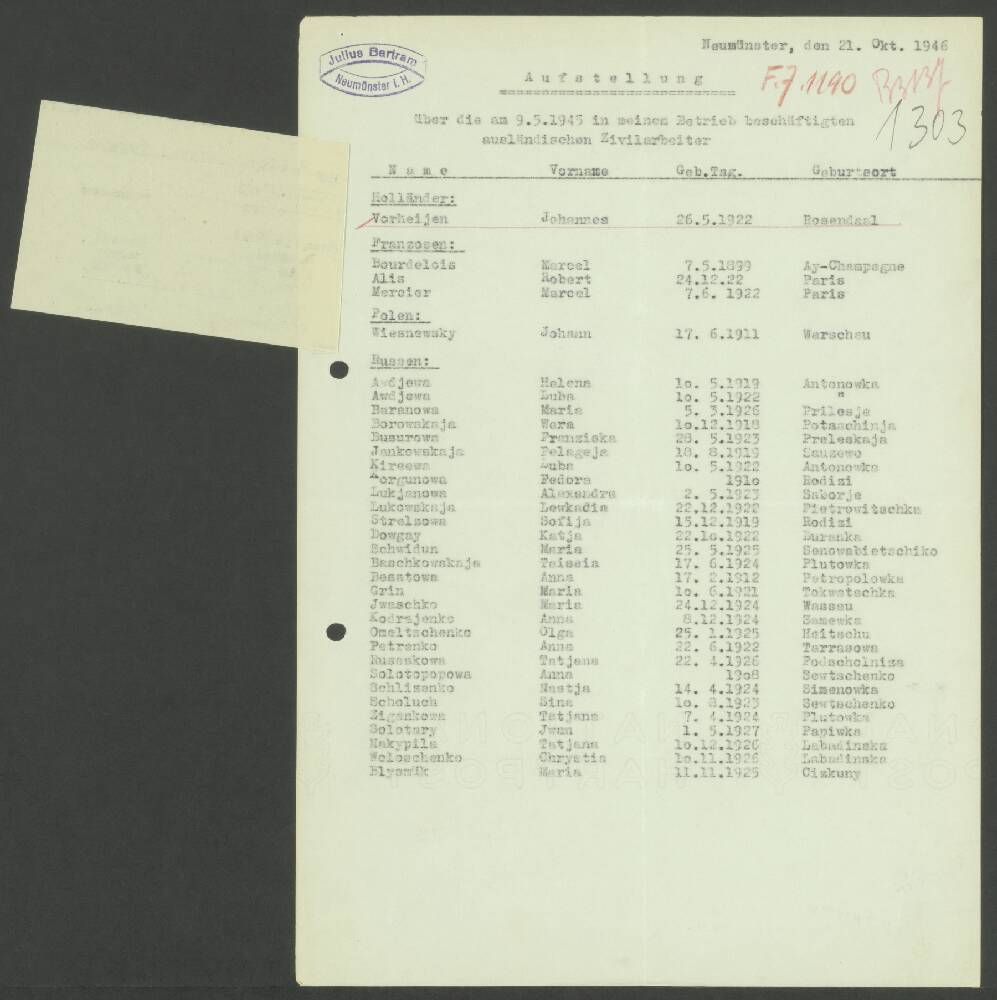 Julius Bartram
Neumünster i. H.
Neumünster, den 21. Okt. 1946
Aufstellung
F.7.1190
1303
über die am 9.5.1945 in meinem Betrieb beschäftigten
ausländischen Zivilarbeiter
Name Vorname Geb.Tag. Geburtsort
Holländer:
Vorheijen Johannes 26.5.1922 Rosendaal
Franzosen:
Bourdelois Marcel 7.5.1899 Ay-Champagne
Alis Robert 24.12.22 Paris
Mercier Marcel 7.6. 1922 Paris
Polen:
Wiesnewsky Johann 17. 6.1911 Warschau
Russen:
Awdjewa Helena 1o. 5.1919 Antonowka
Awdjewa Luba 1o. 5.1922 "
Baranowa Maria 5. 3.1926 Prilesje
Borowskaja Wera 1o.12.1918 Potaschinja
Busurowa Franziska 28. 5.1923 Preleskaja
Jankowskaja Pelageja 18. 8.1919 Sauzewo
Kireewa Luba 1o. 5.1922 Antonowka
Korgunowa Fedora 191o Rodizi
Lukjanowa Alexandra 2. 5.1923 Saborje
Lukowskaja Lewkadia 22.12.1922 Pietrowitschka
Strelzowa Sofija 15.12.1919 Rodizi
Dowgay Katja 22.1o.1922 Buranka
Schwidun Maria 25. 5.1925 Senowabietschiko
Baschkowskaja Taissia 17. 6.1924 Plutowka
Besatowa Anna 17. 2.1912 Petropolowka
Grin Maria 1o. 6.1921 Tokwatschka
Jwaschko Maria 24.12.1924 Wassau
Kodrajenko Anna 8.12.1924 Samewka
Omeltschenko Olga 25. 1.1925 Heitschu
Petrenko Anna 22. 6.1922 Tarrasowa
Russakowa Tatjana 22. 4.1926 Podscholniza
Solotopopowa Anna 19o8 Sewtschenko
Schlisenko Nastja 14. 4.1924 Simenowka
Scholuch Sina 1o. 8.1923 Sewtschenko
Zigankowa Tatjana 7. 4.1924 Plutowka
Solotary Jwan 1. 5.1927 Papiwka
Nakypila Tatjana 1o.12.1926 Labadinska
Woloschenko Chrystia 1o.11.1926 Labadinska
Blysmik Maria 11.11.1925 Cizkuny